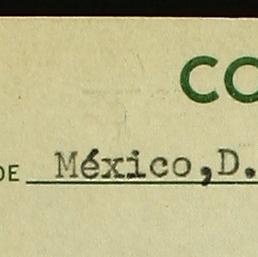 CO
DE México, D.